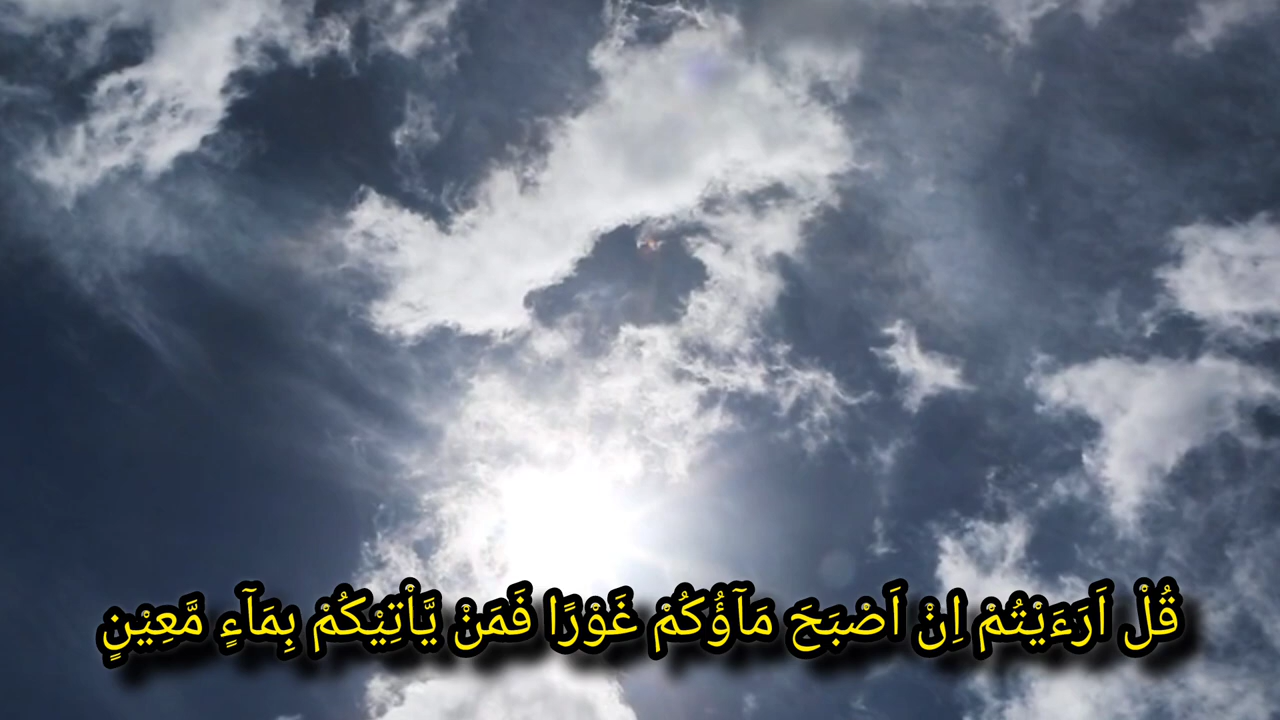 قُلْ اَرَءَيْتُمْ اِنْ اَصْبَحَ مَآؤُكُمْ غَوْرًا فَمَنْ يَّاْتِيْكُمْ بِمَآءٍ مَّعِيْنٍ